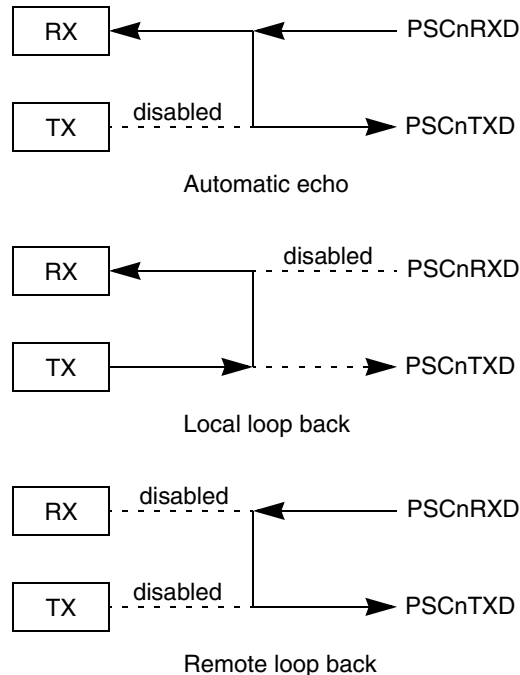 RX PSCnRXD
TX disabled PSCnTXD
Automatic echo
RX disabled PSCnRXD
TX PSCnTXD
Local loop back
RX disabled PSCnRXD
TX disabled PSCnTXD
Remote loop back